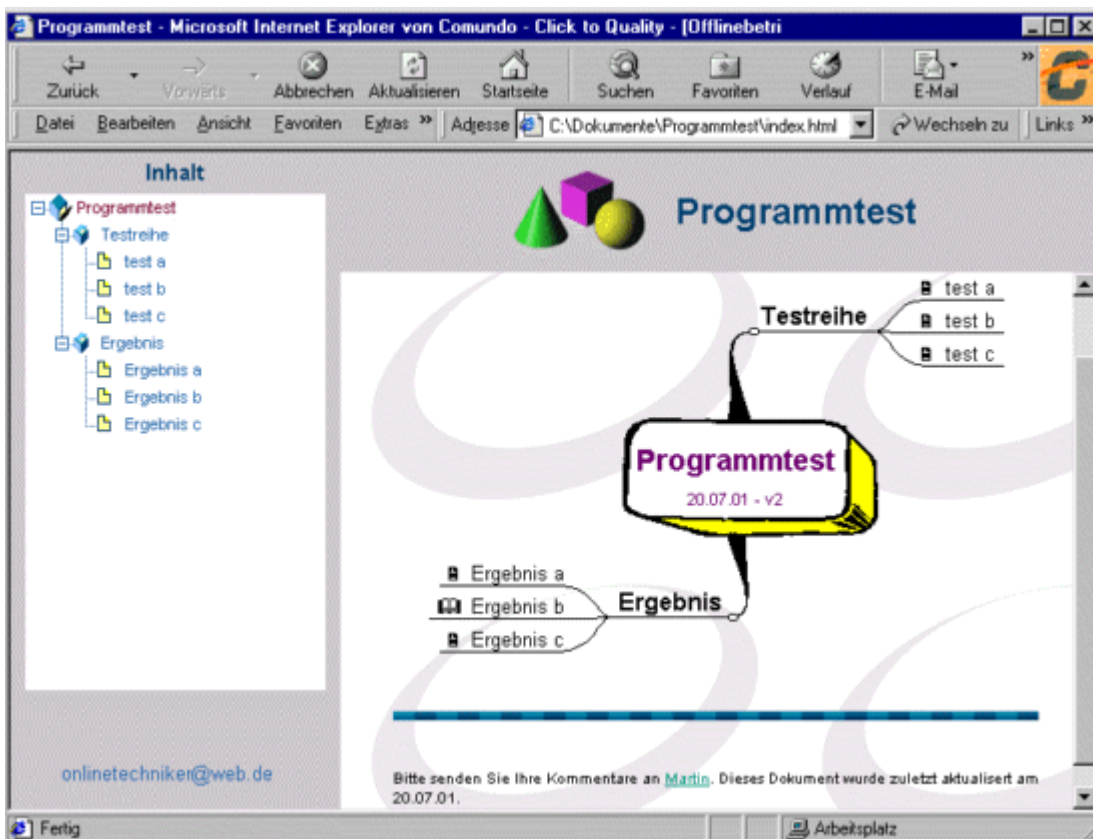 Programmtest - Microsoft Internet Explorer von Comundo - Click to Quality - [Offlinebetri
Zurück Vorwärts Abbrechen Aktualisieren Startseite Suchen Favoriten Verlauf E-Mail
Datei Bearbeiten Ansicht Favoriten Extras » Adresse C:\Dokumente\Programmtest\index.html Wechseln zu Links »
Inhalt
Programmtest
Testreihe
test a
test b
test c
Ergebnis
Ergebnis a
Ergebnis b
Ergebnis c
onlinetechniker@web.de
Programmtest
Testreihe
test a
test b
test c
Programmtest
20.07.01 - v2
Ergebnis
Ergebnis a
Ergebnis b
Ergebnis c
Bitte senden Sie Ihre Kommentare an Martin. Dieses Dokument wurde zuletzt aktualisert am
20.07.01.
Fertig Arbeitsplatz